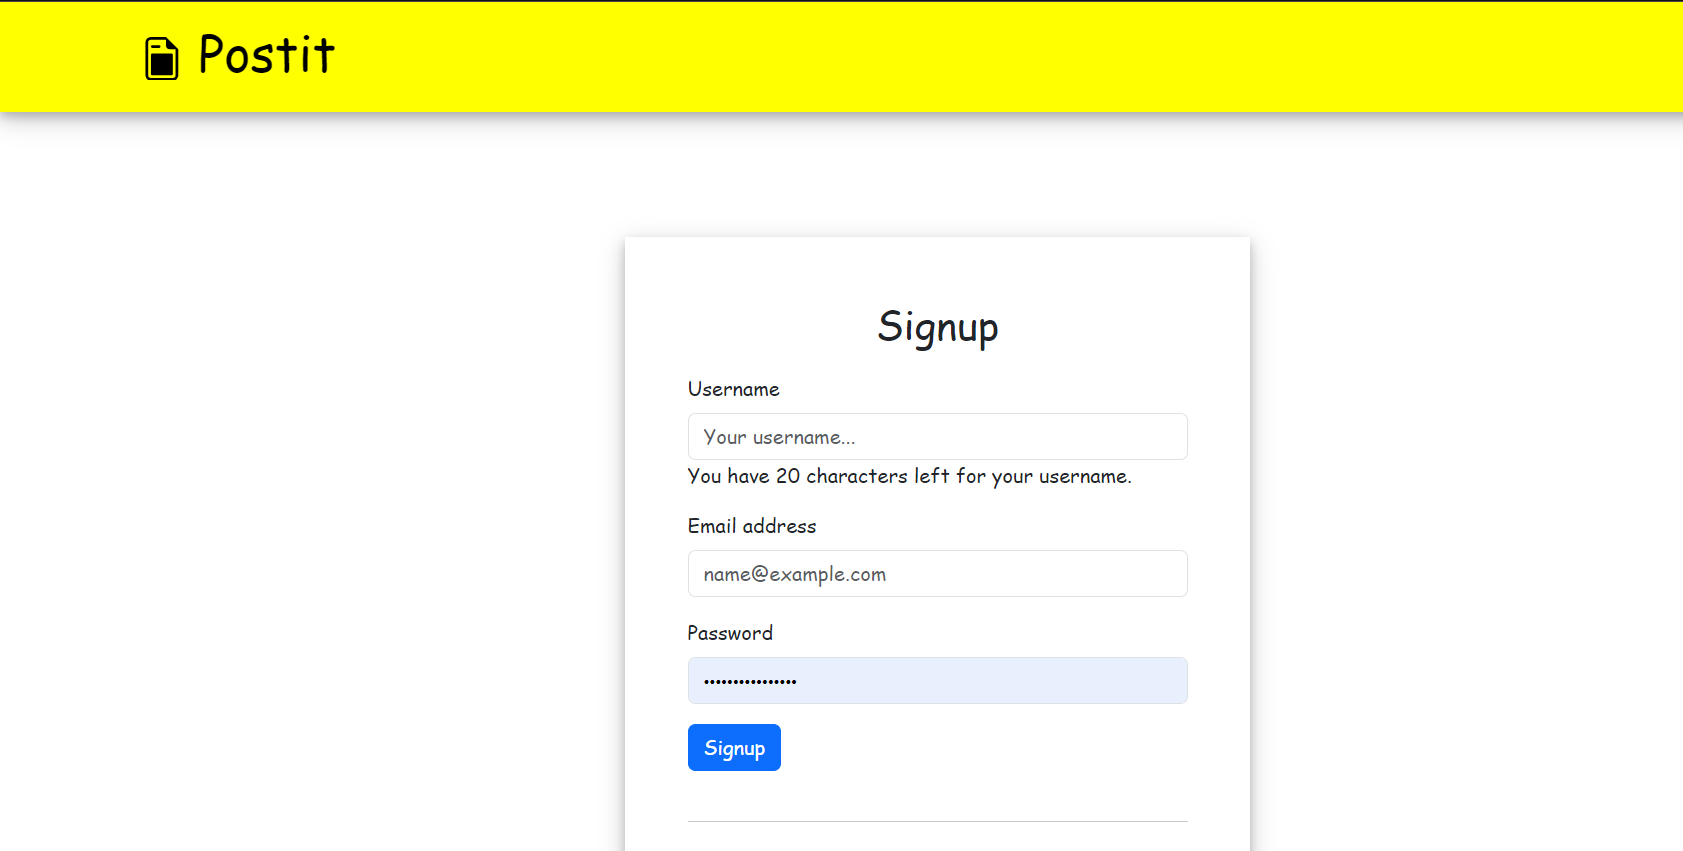 Postit
Signup
Username
Your username...
You have 20 characters left for your username.
Email address
name@example.com
Password
••••••••••••••••
Signup